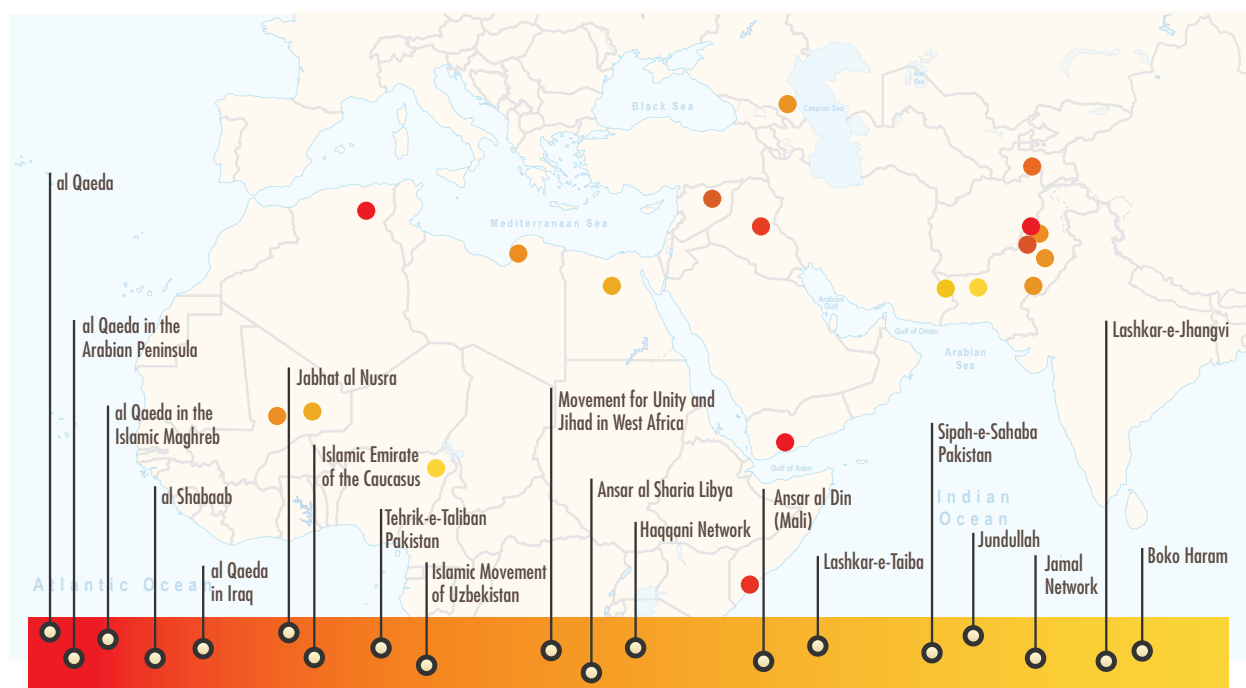 Black Sea
Caspian Sea
Aral
Sea
al Qaeda
Mediterranean Sea
Arabian
Gulf
Gulf of Oman
Arabian
Sea
al Qaeda in the
Arabian Peninsula
Lashkar-e-Jhangvi
Jabhat al Nusra
al Qaeda in the
Islamic Maghreb
Movement for Unity and
Jihad in West Africa
Sipah-e-Sahaba
Pakistan
Islamic Emirate
of the Caucasus
Gulf of Aden
al Shabaab
Ansar al Sharia Libya
Ansar al Din
(Mali)
Indian
Ocean
Tehrik-e-Taliban
Pakistan
Haqqani Network
Jundullah
al Qaeda
in Iraq
Islamic Movement
of Uzbekistan
Lashkar-e-Taiba
Jamal
Network
Boko Haram
Atlantic Ocean